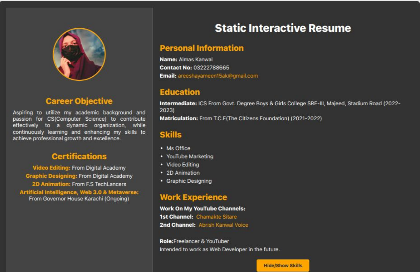 Static Interactive Resume
Career Objective
Aspiring to utilize my academic background and
passion for CS(Computer Science) to contribute
effectively to a dynamic organization, while
continuously learning and enhancing my skills to
achieve professional growth and excellence.
Certifications
Video Editing: From Digital Academy
Graphic Designing: From Digital Academy
2D Animation: From F.S TechLancers
Artificial Intelligence, Web 3.0 & Metaverse:
From Governor House Karachi (Ongoing)
Personal Information
Name: Almas Kanwal
Contact No: 03222788665
Email:
Education
Intermediate: ICS From Govt. Degree Boys & Girls College SRE-III, Majeed, Stadium Road (2022-
2023)
Matriculation: From T.C.F(The Citizens Foundation) (2021-2022)
Skills
• Ms Office
• YouTube Marketing
• Video Editing
• 2D Animation
• Graphic Designing
Work Experience
Work On My YouTube Channels:
1st Channel: Chamakte Sitare
2nd Channel: Abrish Kanwal Voice
Role:Freelancer & YouTuber
Intended to work as Web Developer in the future.
Hide/Show Skills